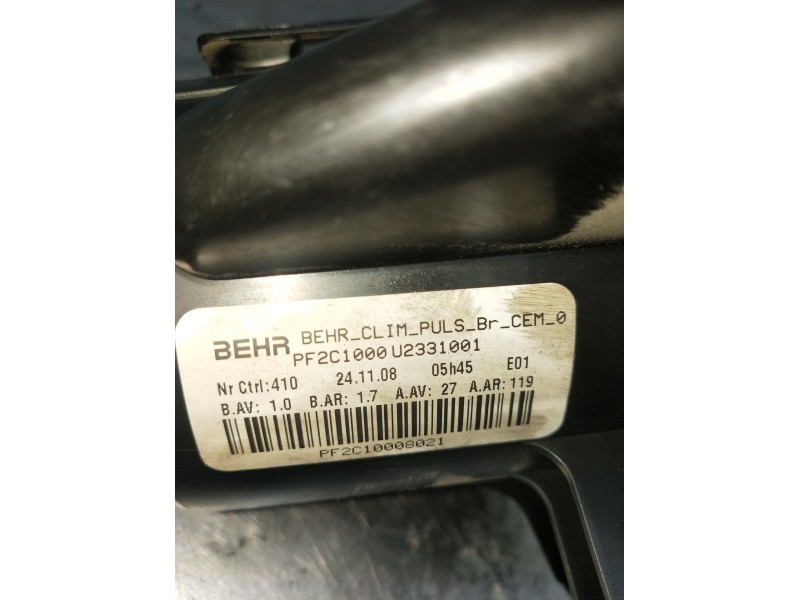 BEHR BEHR_CLIM_PULS_Br_CEM_0
PF2C1000 U2331001
Nr Ctrl:410 24.11.08 05h45 E01
B.AV: 1.0 B.AR: 1.7 A.AV: 27 A.AR: 119
PF2C10008021